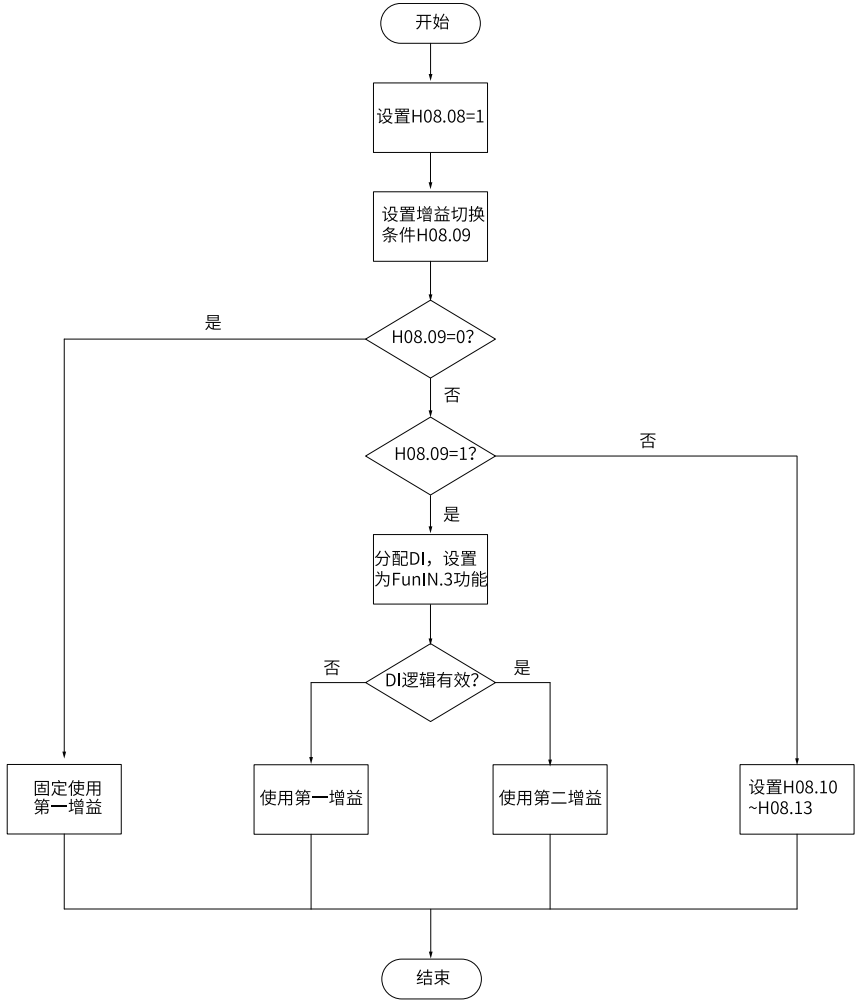 开始
设置H08.08=1
设置增益切换
条件H08.09
H08.09=0?
是
否
H08.09=1?
否
是
分配DI，设置
为FunIN.3功能
DI逻辑有效?
否
是
固定使用
第一增益
使用第一增益
使用第二增益
设置H08.10
~H08.13
结束